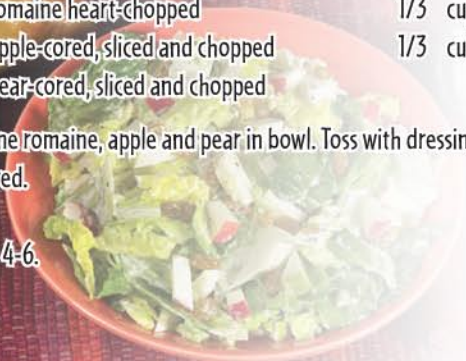 omaine heart-chopped 1/3 cu
pple-cored, sliced and chopped 1/3 cu
ear-cored, sliced and chopped
ne romaine, apple and pear in bowl. Toss with dressin
ed.
4-6.